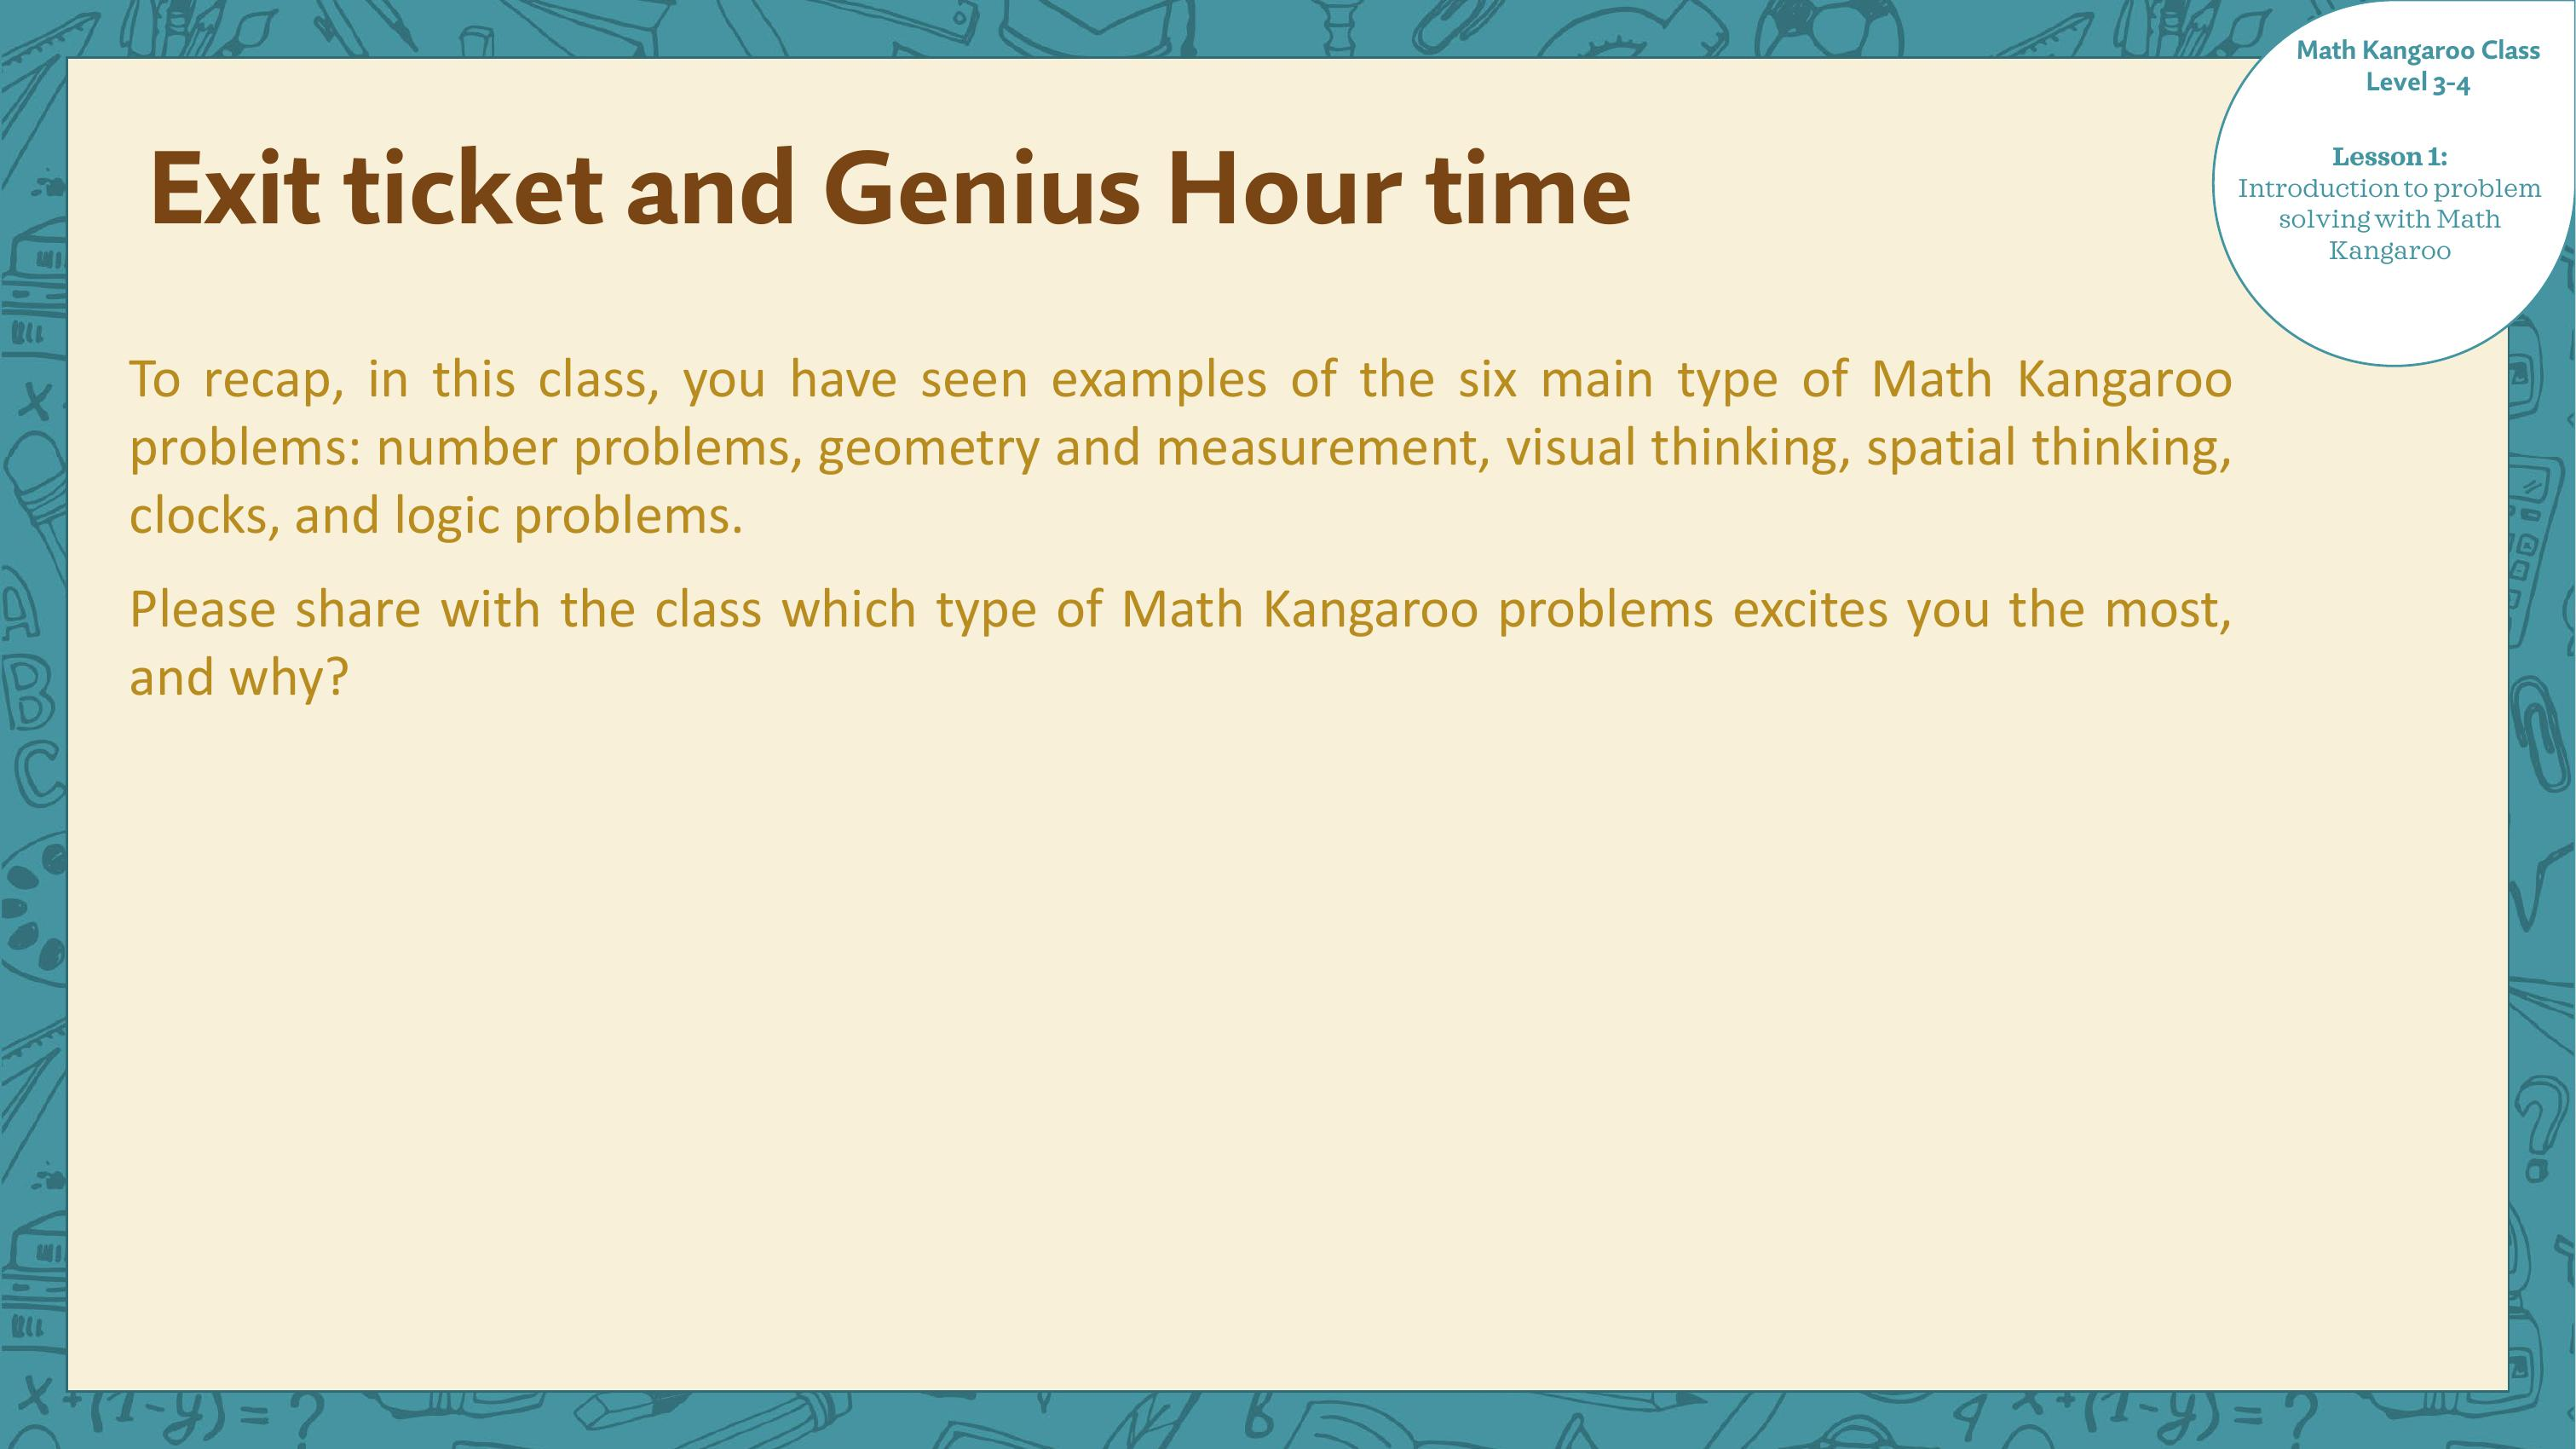 Math Kangaroo Class
Level 3-4
Lesson 1:
Introduction to problem
solving with Math
Kangaroo
Exit ticket and Genius Hour time
To recap, in this class, you have seen examples of the six main type of Math Kangaroo
problems: number problems, geometry and measurement, visual thinking, spatial thinking,
clocks, and logic problems.
Please share with the class which type of Math Kangaroo problems excites you the most,
and why?
A
B
C
x+(1-y)=?
x+(1-y)=?